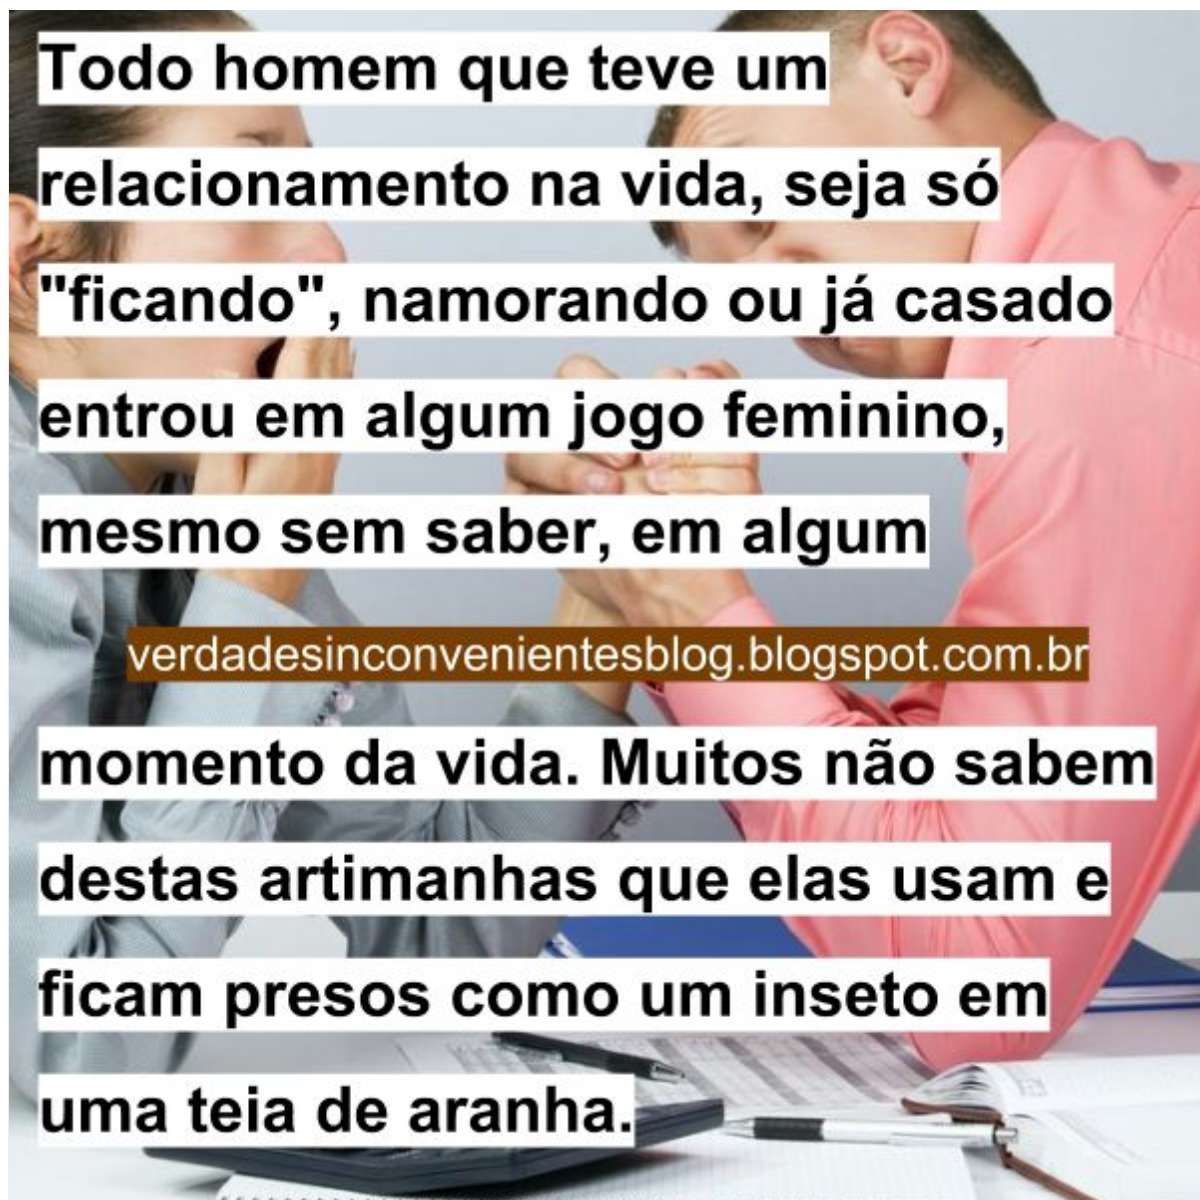 Todo homem que teve um
relacionamento na vida, seja só
"ficando", namorando ou já casado
entrou em algum jogo feminino,
mesmo sem saber, em algum
verdadesinconvenientesblog.blogspot.com.br
momento da vida. Muitos não sabem
destas artimanhas que elas usam e
ficam presos como um inseto em
uma teia de aranha.